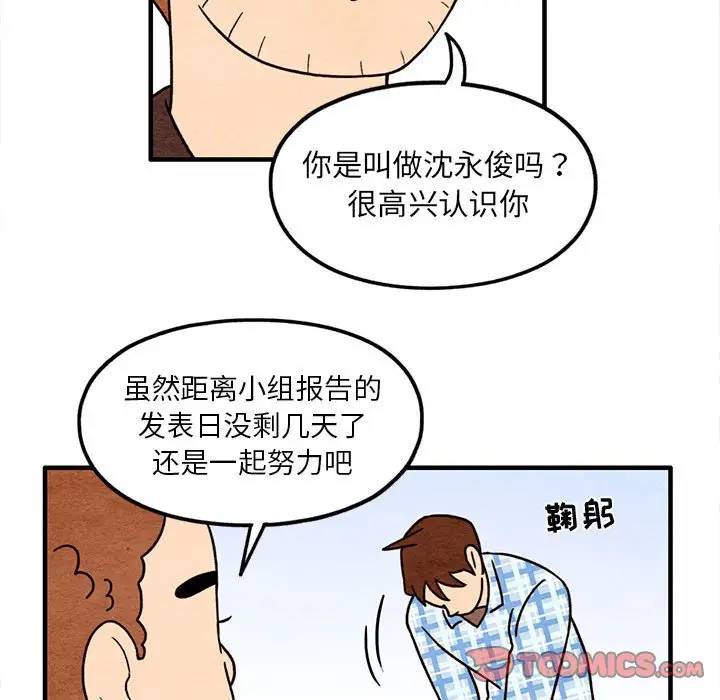 你是叫做沈永俊吗？
很高兴认识你
虽然距离小组报告的
发表日没剩几天了
还是一起努力吧
鞠躬
TOOMICS.COM